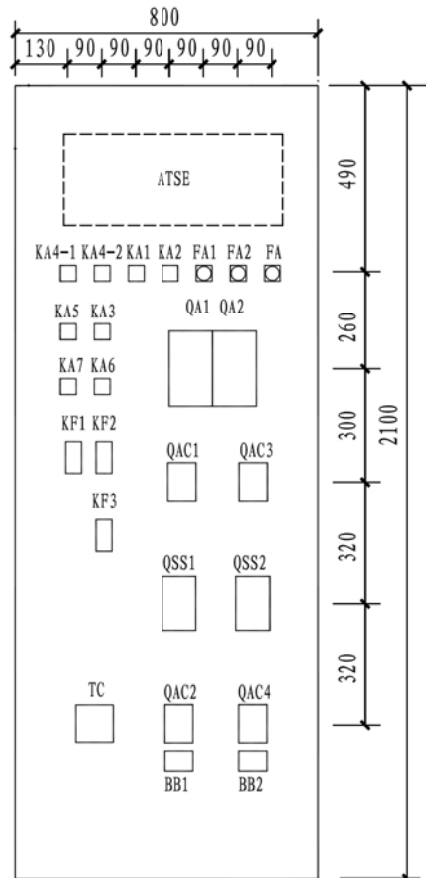 800
130 90 90 90 90 90 90
ATSE
490
KA4-1 KA4-2 KA1 KA2 FA1 FA2 FA
KA5 KA3
QA1 QA2
260
KA7 KA6
KF1 KF2
QAC1 QAC3
300
2100
KF3
320
QSS1 QSS2
320
TC
QAC2 QAC4
BB1 BB2